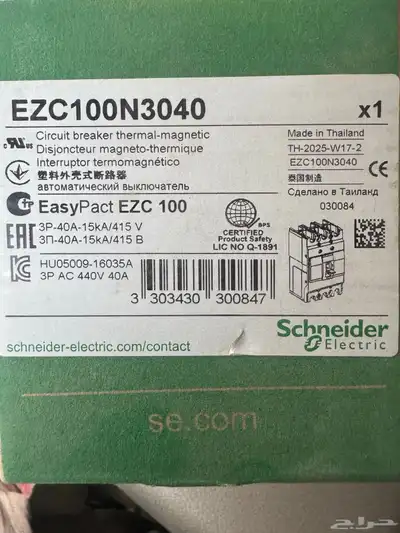 EZC100N3040 x1
Circuit breaker thermal-magnetic
Disjoncteur magneto-thermique
Interruptor termomagnético
塑料外壳式断路器
автоматический выключатель
Made in Thailand
TH-2025-W17-2
EZC100N3040
泰国制造
Сделано в Таиланд
030084
EasyPact EZC 100
3P-40A-15kA/415 V
3П-40A-15kA/415 В
HU05009-16035A
3P AC 440V 40A
BPS
CERTIFIED
Product Safety
LIC NO Q-1891
3 303430 300847
Schneider
Electric
schneider-electric.com/contact
se.com
حراج